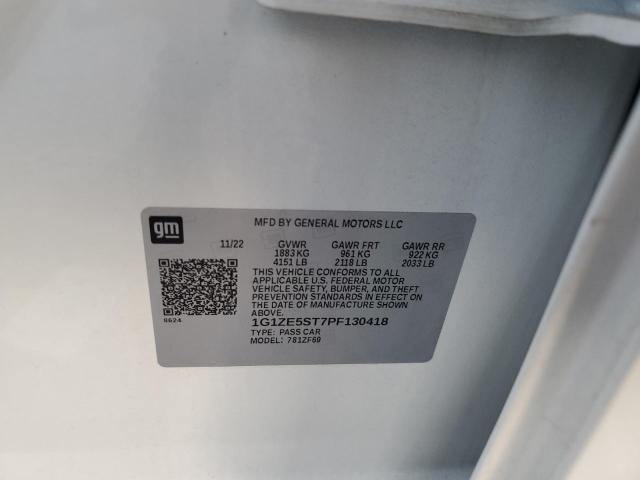 gm
MFD BY GENERAL MOTORS LLC
11/22 GVWR GAWR FRT GAWR RR
1883 KG 961 KG 922 KG
4151 LB 2118 LB 2033 LB
THIS VEHICLE CONFORMS TO ALL
APPLICABLE U.S. FEDERAL MOTOR
VEHICLE SAFETY, BUMPER, AND THEFT
PREVENTION STANDARDS IN EFFECT ON
THE DATE OF MANUFACTURE SHOWN
ABOVE.
8624
1G1ZE5ST7PF130418
TYPE: PASS CAR
MODEL: 781ZF69